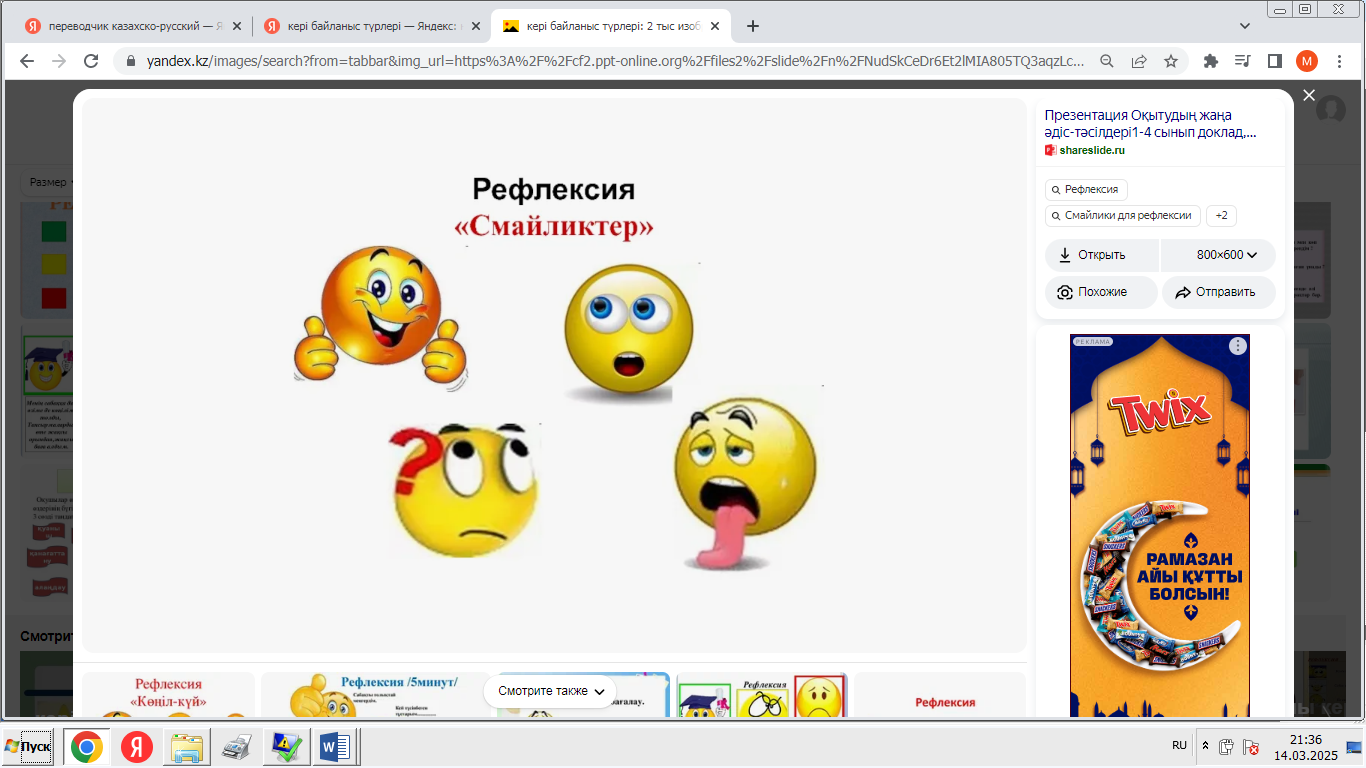 переводчик казахско-русский — Я
кері байланыс түрлері — Яндекс:
кері байланыс түрлері: 2 тыс изоб
yandex.kz/images/search?from=tabbar&img_url=https%3A%2F%2Fcf2.ppt-online.org%2Ffiles2%2Fslide%2Fn%2FNudSkCeDr6Et2lMIA805TQ3aqzLc...
M
Размер
Рефлексия
«Смайликтер»
Презентация Оқытудың жаңа
әдіс-тәсілдері1-4 сынып доклад,...
shareslide.ru
Рефлексия
Смайлики для рефлексии
+2
Открыть
800×600
Похожие
Отправить
РЕКЛАМА
TWIX
РАМАЗАН
АЙЫ ҚҰТТЫ
БОЛСЫН!
Смотрит
Рефлексия
«Көңіл-күй»
Рефлексия /5минут/
Смотрите также
бағалау.
Рефлексия
Рефлексия
Пуск
RU
21:36
14.03.2025